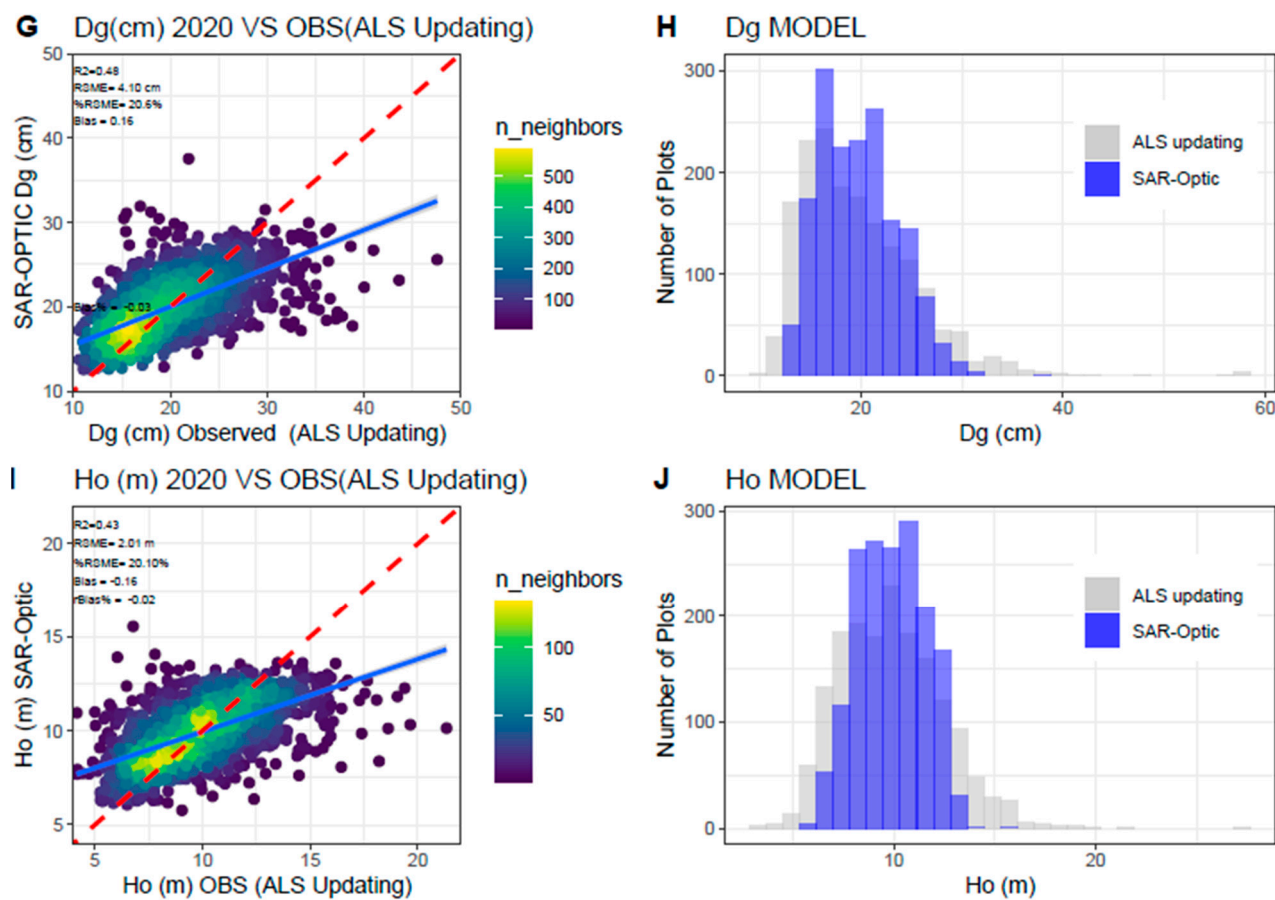 G Dg(cm) 2020 VS OBS(ALS Updating)
R2=0.48
RSME= 4.10 cm
%RSME= 20.6%
Bias = 0.16
Bias% = -0.03
50
40
30
20
10
SAR-OPTIC Dg (cm)
10 20 30 40 50
Dg (cm) Observed (ALS Updating)
n_neighbors
500
400
300
200
100
H Dg MODEL
300
200
100
0
Number of Plots
ALS updating
SAR-Optic
20 40 60
Dg (cm)
I Ho (m) 2020 VS OBS(ALS Updating)
R2=0.43
RSME= 2.01 m
%RSME= 20.10%
Bias = -0.16
rBias% = -0.02
20
15
10
5
Ho (m) SAR-Optic
5 10 15 20
Ho (m) OBS (ALS Updating)
n_neighbors
100
50
J Ho MODEL
300
200
100
0
Number of Plots
ALS updating
SAR-Optic
10 20
Ho (m)